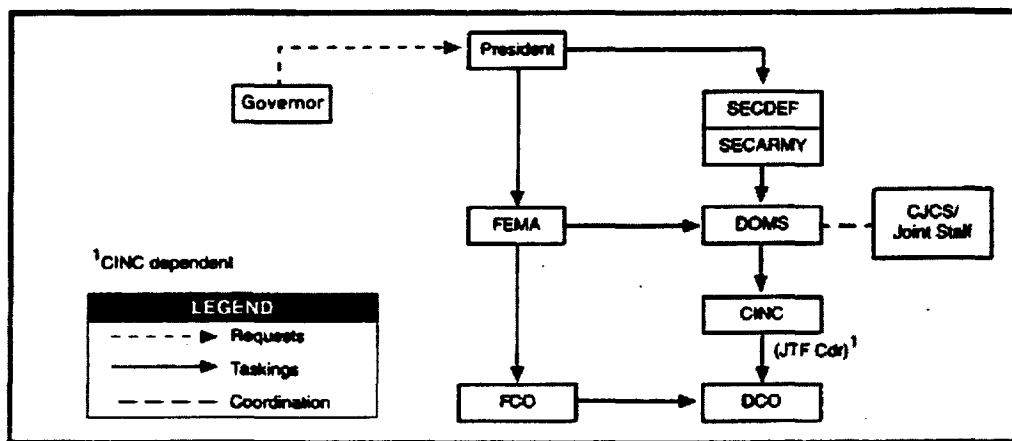 President
Governor
SECDEF
SECARMY
FEMA
DOMS
CJCS/
Joint Staff
¹CINC dependent
LEGEND
Requests
Taskings
Coordination
CINC
(JTF Cdr)¹
FCO
DCO